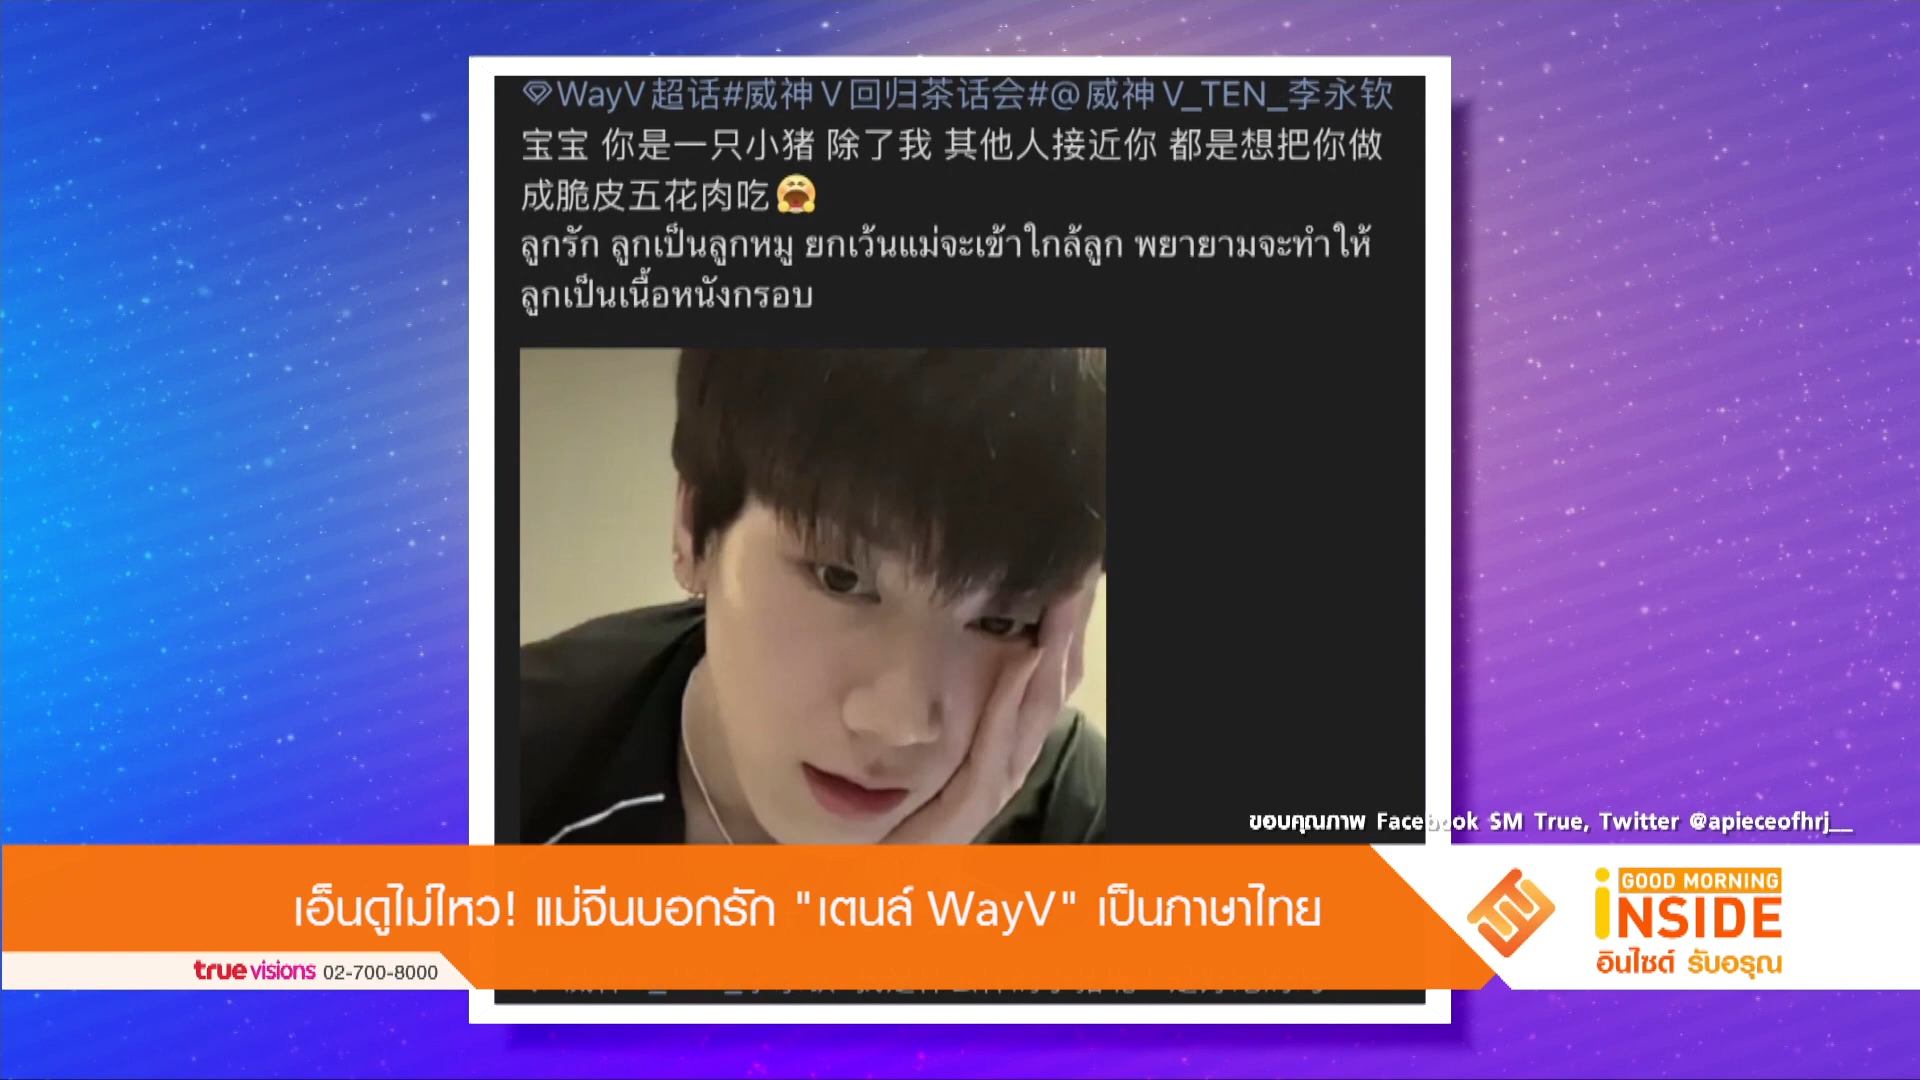 WayV超话#威神V回归茶话会#@威神V_TEN_李永钦
宝宝 你是一只小猪 除了我 其他人接近你 都是想把你做
成脆皮五花肉吃
ลูกรัก ลูกเป็นลูกหมู ยกเว้นแม่จะเข้าใกล้ลูก พยายามจะทำให้
ลูกเป็นเนื้อหนังกรอบ
ขอบคุณภาพ Facebook SM True, Twitter @apieceofhrj__
เอ็นดูไม่ไหว! แม่จีนบอกรัก "เตนล์ WayV" เป็นภาษาไทย
truevisions 02-700-8000
GOOD MORNING
iNSIDE
อินไซด์ รับอรุณ